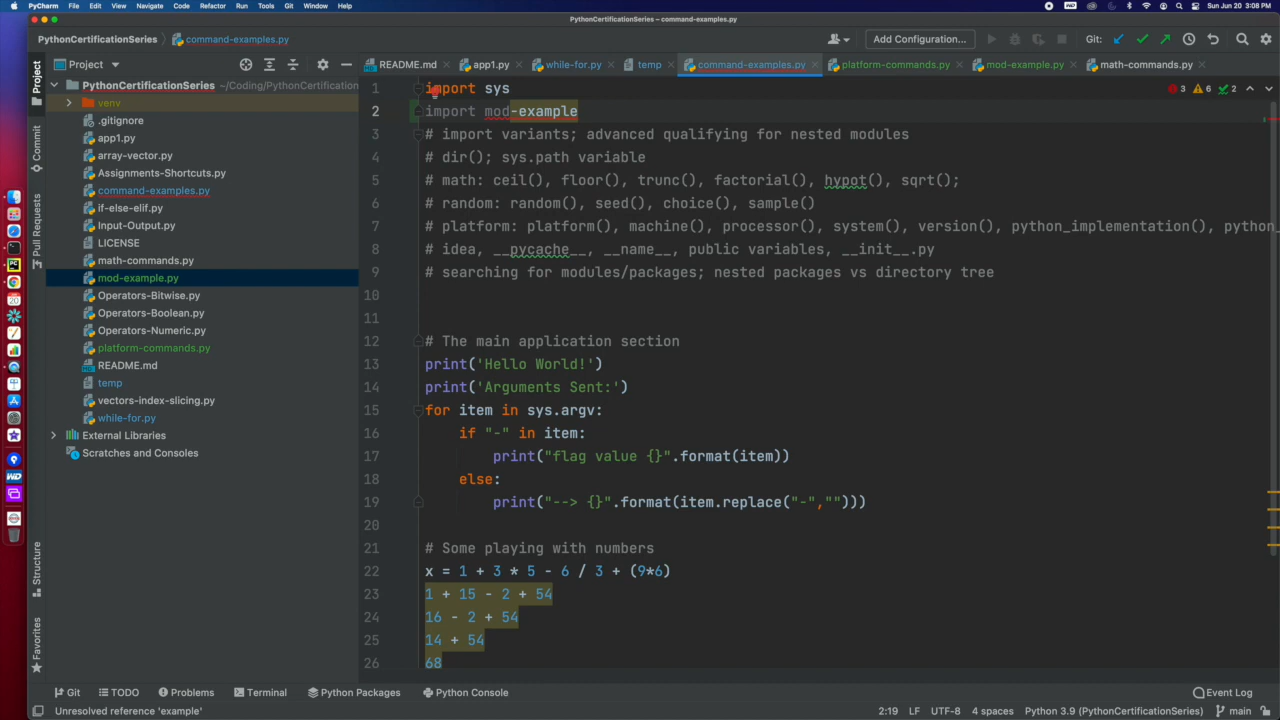 PyCharm File Edit View Navigate Code Refactor Run Tools Git Window Help Sun Jun 20 3:08 PM
PythonCertificationSeries – command-examples.py
PythonCertificationSeries command-examples.py Add Configuration... Git:
Project README.md app1.py while-for.py temp command-examples.py platform-commands.py mod-example.py math-commands.py
Project
Commit
Pull Requests
Structure
Favorites
PythonCertificationSeries ~/Coding/PythonCertification
venv
.gitignore
app1.py
array-vector.py
Assignments-Shortcuts.py
command-examples.py
if-else-elif.py
Input-Output.py
LICENSE
math-commands.py
mod-example.py
Operators-Bitwise.py
Operators-Boolean.py
Operators-Numeric.py
platform-commands.py
README.md
temp
vectors-index-slicing.py
while-for.py
External Libraries
Scratches and Consoles
3 6 2
1 import sys
2 import mod-example
3 # import variants; advanced qualifying for nested modules
4 # dir(); sys.path variable
5 # math: ceil(), floor(), trunc(), factorial(), hypot(), sqrt();
6 # random: random(), seed(), choice(), sample()
7 # platform: platform(), machine(), processor(), system(), version(), python_implementation(), python_
8 # idea, __pycache__, __name__, public variables, __init__.py
9 # searching for modules/packages; nested packages vs directory tree
10
11
12 # The main application section
13 print('Hello World!')
14 print('Arguments Sent:')
15 for item in sys.argv:
16 if "-" in item:
17 print("flag value {}".format(item))
18 else:
19 print("--> {}".format(item.replace("-","")))
20
21 # Some playing with numbers
22 x = 1 + 3 * 5 - 6 / 3 + (9*6)
23 1 + 15 - 2 + 54
24 16 - 2 + 54
25 14 + 54
26 68
Git TODO Problems Terminal Python Packages Python Console Event Log
Unresolved reference 'example' 2:19 LF UTF-8 4 spaces Python 3.9 (PythonCertificationSeries) main